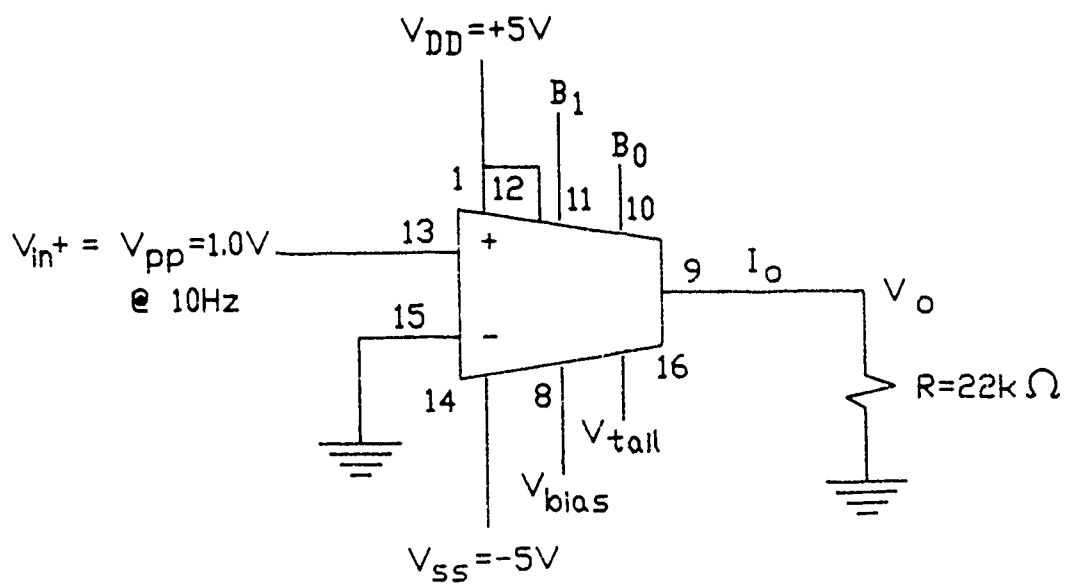 V_DD=+5V
B_1
B_0
1
12
11
10
V_in+ = V_pp=1.0V
@ 10Hz
13
+
9
I_o
V_o
15
-
14
8
16
R=22kΩ
V_tail
V_bias
V_ss=-5V